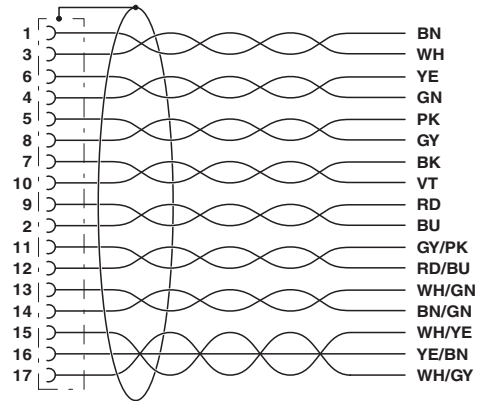 1 BN
3 WH
6 YE
4 GN
5 PK
8 GY
7 BK
10 VT
9 RD
2 BU
11 GY/PK
12 RD/BU
13 WH/GN
14 BN/GN
15 WH/YE
16 YE/BN
17 WH/GY